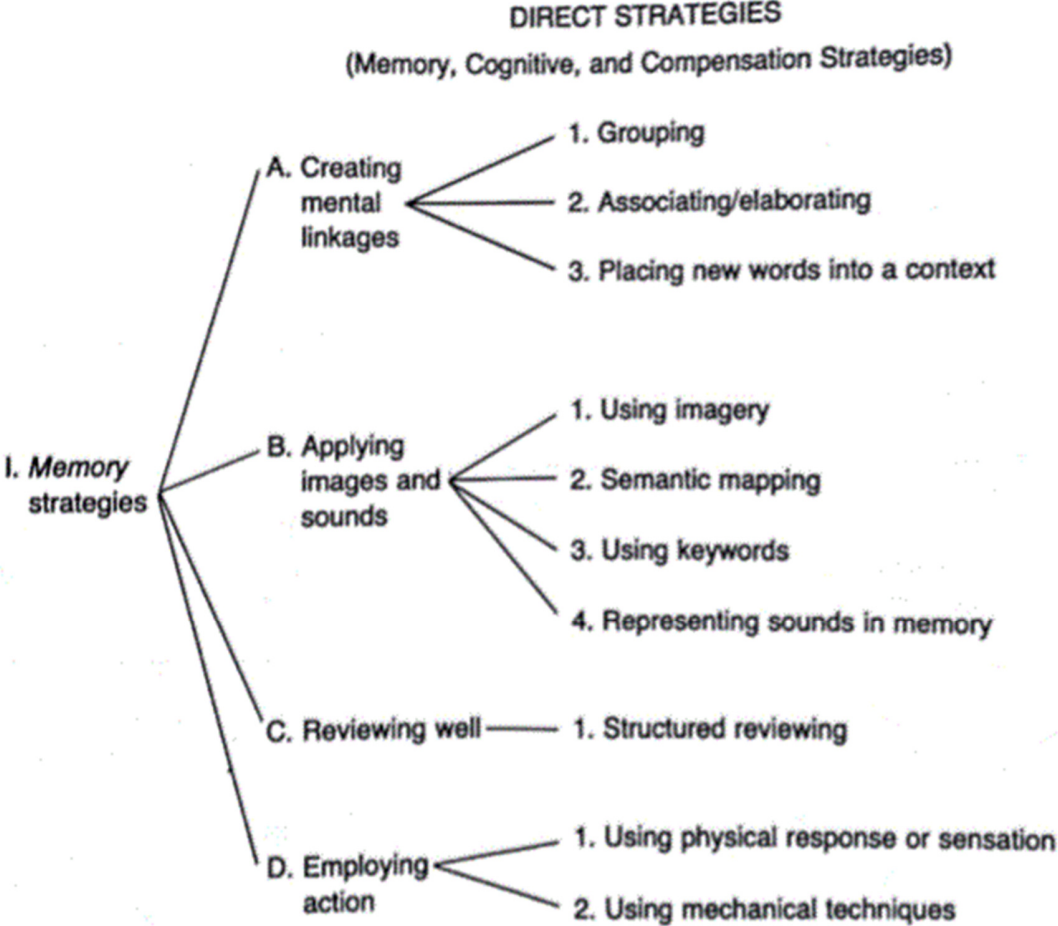 DIRECT STRATEGIES
(Memory, Cognitive, and Compensation Strategies)
A. Creating
mental
linkages
1. Grouping
2. Associating/elaborating
3. Placing new words into a context
I. Memory
strategies
B. Applying
images and
sounds
1. Using imagery
2. Semantic mapping
3. Using keywords
4. Representing sounds in memory
C. Reviewing well
1. Structured reviewing
D. Employing
action
1. Using physical response or sensation
2. Using mechanical techniques